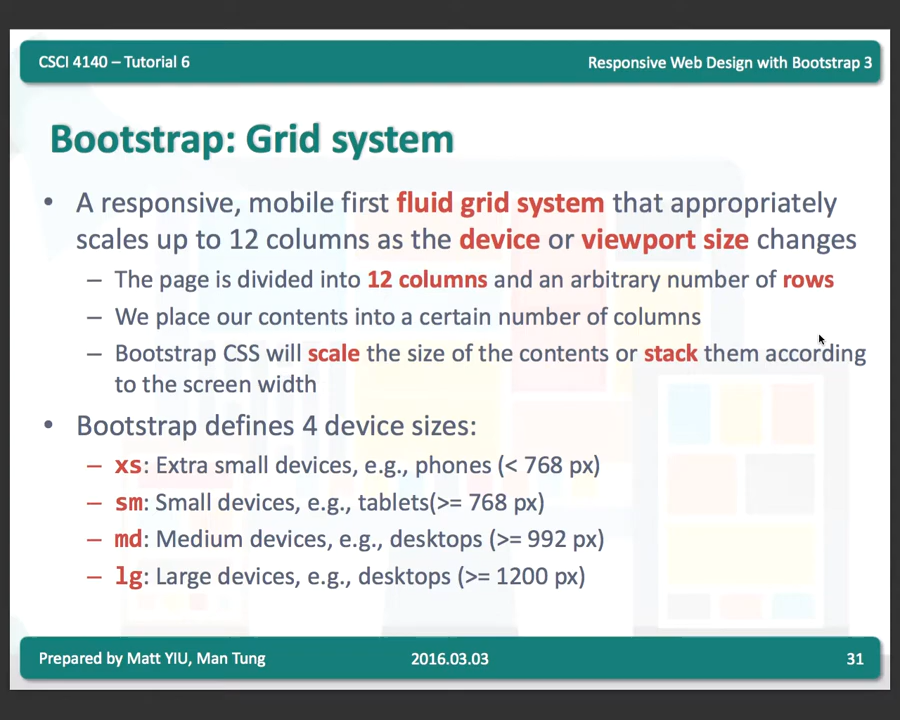 CSCI 4140 – Tutorial 6
Responsive Web Design with Bootstrap 3
Bootstrap: Grid system
• A responsive, mobile first fluid grid system that appropriately
scales up to 12 columns as the device or viewport size changes
– The page is divided into 12 columns and an arbitrary number of rows
– We place our contents into a certain number of columns
– Bootstrap CSS will scale the size of the contents or stack them according
to the screen width
• Bootstrap defines 4 device sizes:
– xs: Extra small devices, e.g., phones (< 768 px)
– sm: Small devices, e.g., tablets(>= 768 px)
– md: Medium devices, e.g., desktops (>= 992 px)
– lg: Large devices, e.g., desktops (>= 1200 px)
Prepared by Matt YIU, Man Tung
2016.03.03
31